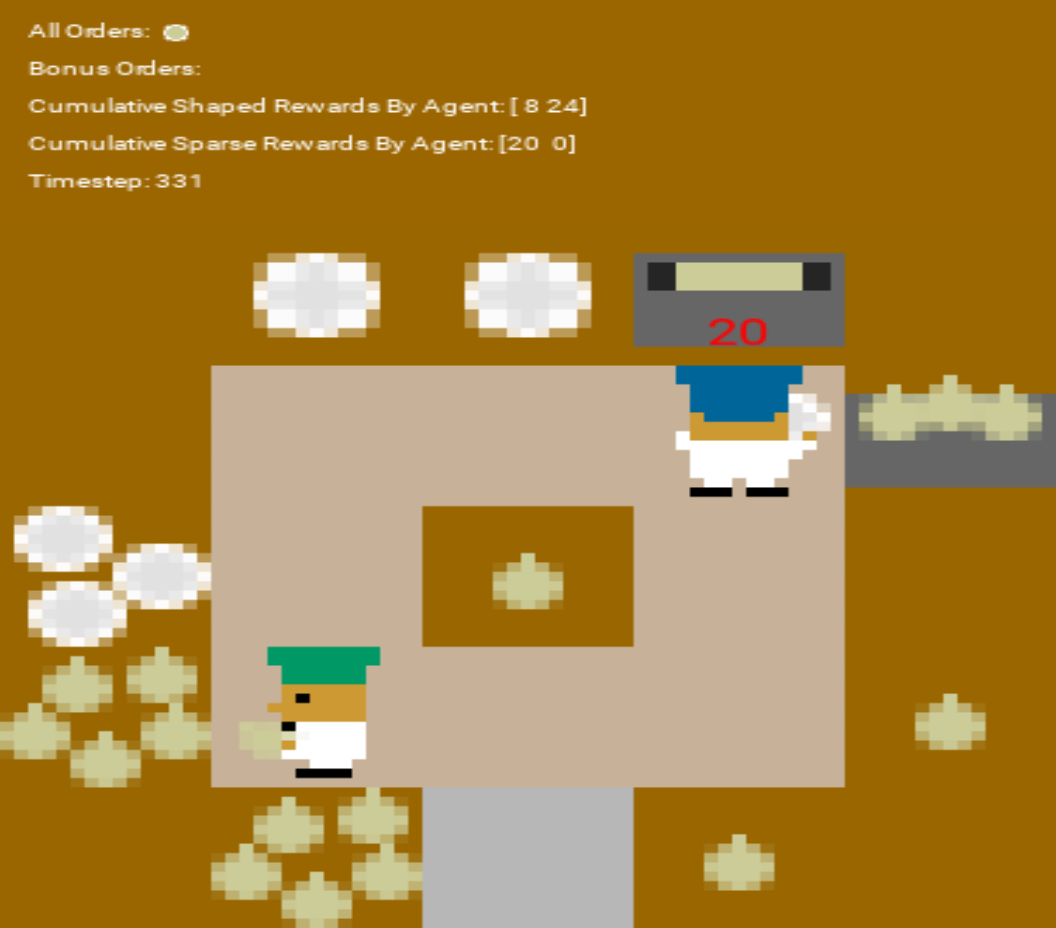 All Orders:
Bonus Orders:
Cumulative Shaped Rewards By Agent: [ 8 24]
Cumulative Sparse Rewards By Agent: [20  0]
Timestep: 331
20